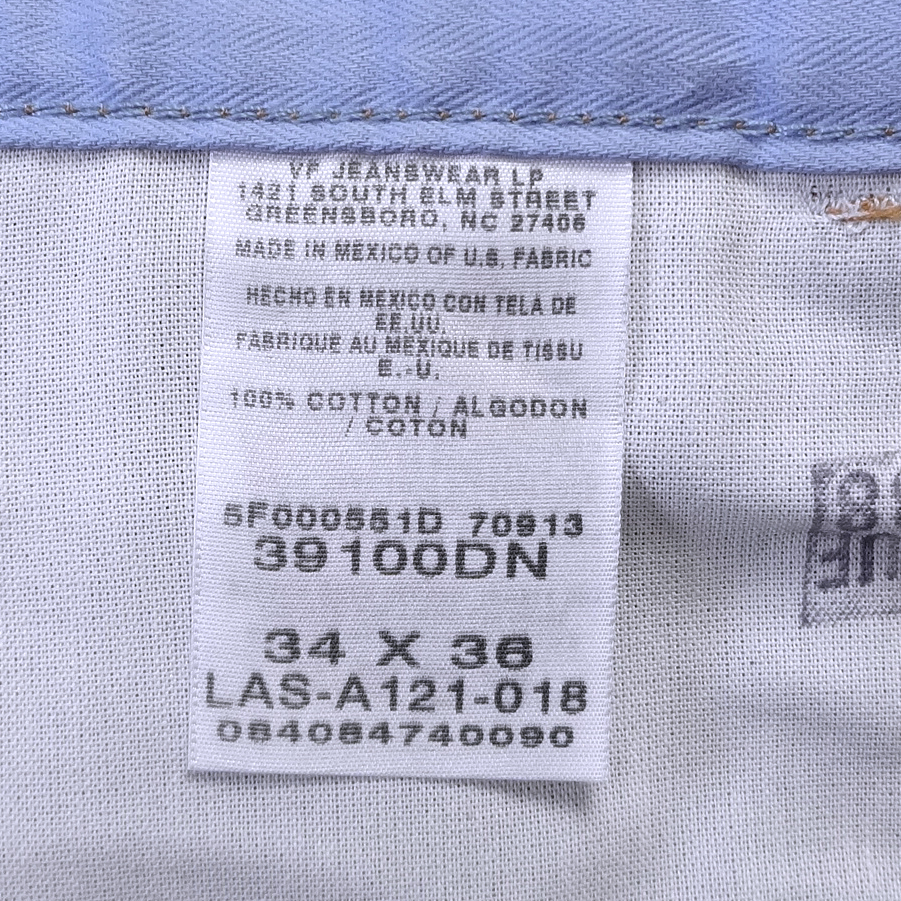 VF JEANSWEAR LP
1421 SOUTH ELM STREET
GREENSBORO, NC 27406
MADE IN MEXICO OF U.S. FABRIC
HECHO EN MEXICO CON TELA DE
EE.UU.
FABRIQUE AU MEXIQUE DE TISSU
E.-U.
100% COTTON / ALGODON
/ COTON
5F000551D 70913
39100DN
34 X 36
LAS-A121-018
084084740090